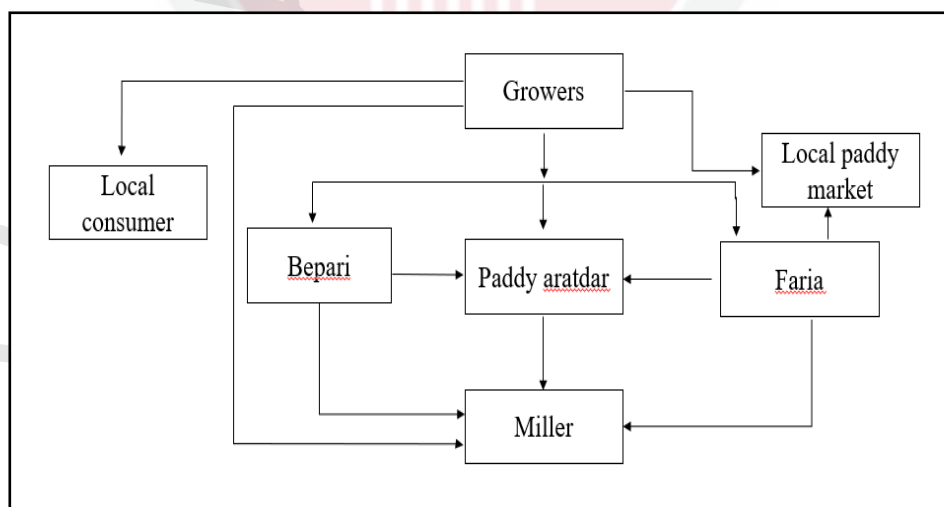 Growers
Local paddy
market
Local
consumer
Bepari
Paddy aratdar
Faria
Miller